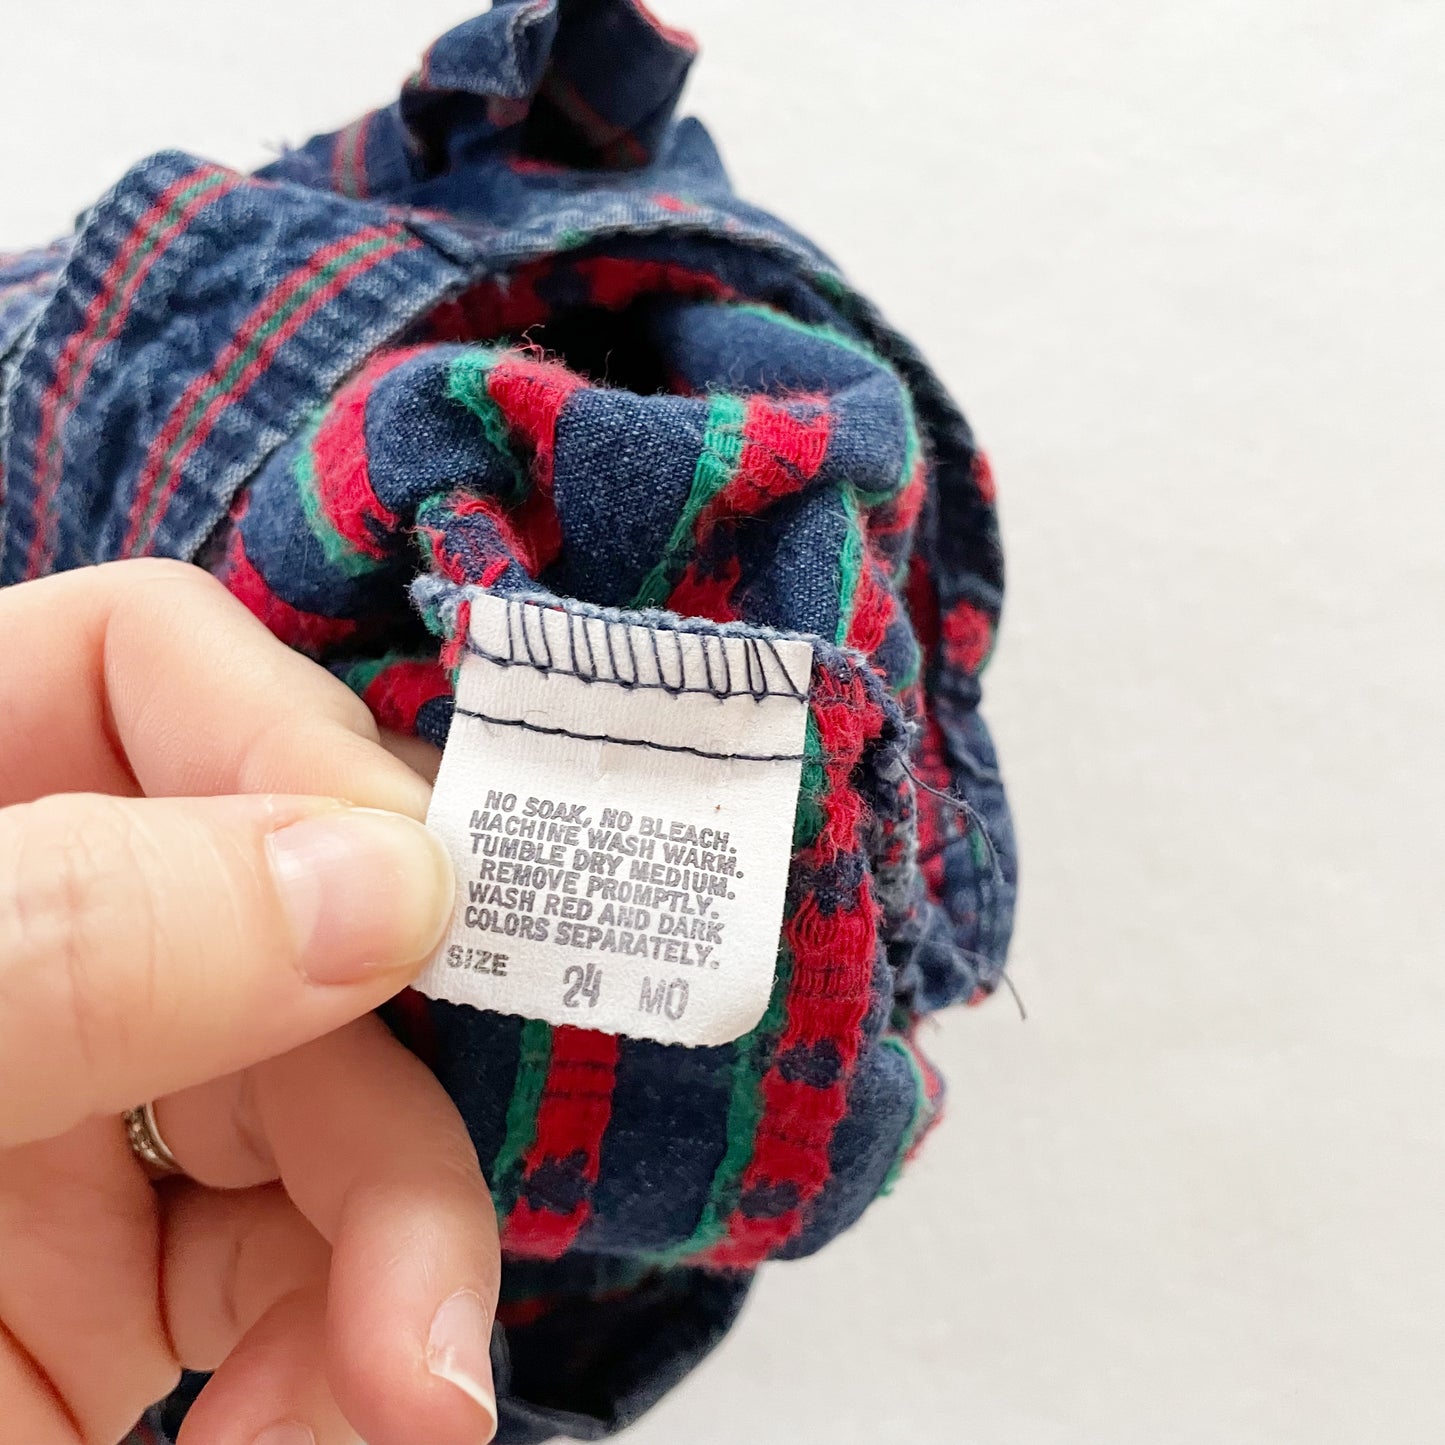 NO SOAK, NO BLEACH.
MACHINE WASH WARM.
TUMBLE DRY MEDIUM.
REMOVE PROMPTLY.
WASH RED AND DARK
COLORS SEPARATELY.
SIZE 24 MO